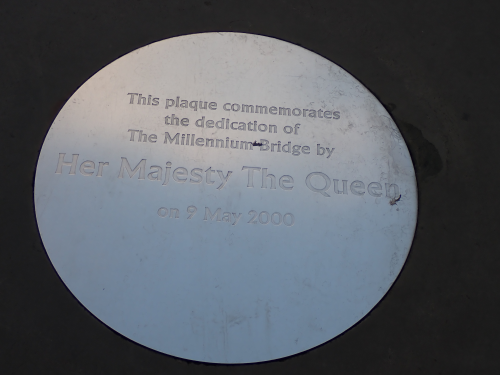 This plaque commemorates
the dedication of
The Millennium Bridge by
Her Majesty The Queen
on 9 May 2000